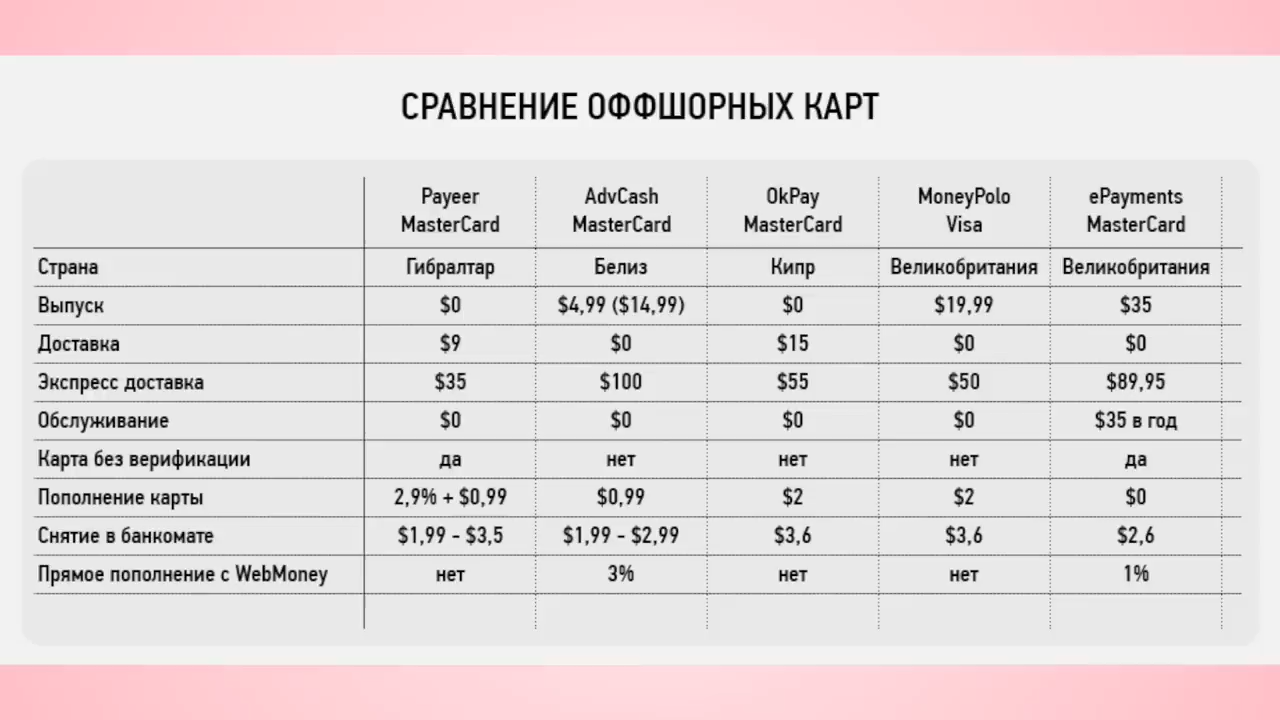 СРАВНЕНИЕ ОФФШОРНЫХ КАРТ
Payeer MasterCard AdvCash MasterCard OkPay MasterCard MoneyPolo Visa ePayments MasterCard
Страна Гибралтар Белиз Кипр Великобритания Великобритания
Выпуск $0 $4,99 ($14,99) $0 $19,99 $35
Доставка $9 $0 $15 $0 $0
Экспресс доставка $35 $100 $55 $50 $89,95
Обслуживание $0 $0 $0 $0 $35 в год
Карта без верификации да нет нет нет да
Пополнение карты 2,9% + $0,99 $0,99 $2 $2 $0
Снятие в банкомате $1,99 - $3,5 $1,99 - $2,99 $3,6 $3,6 $2,6
Прямое пополнение с WebMoney нет 3% нет нет 1%